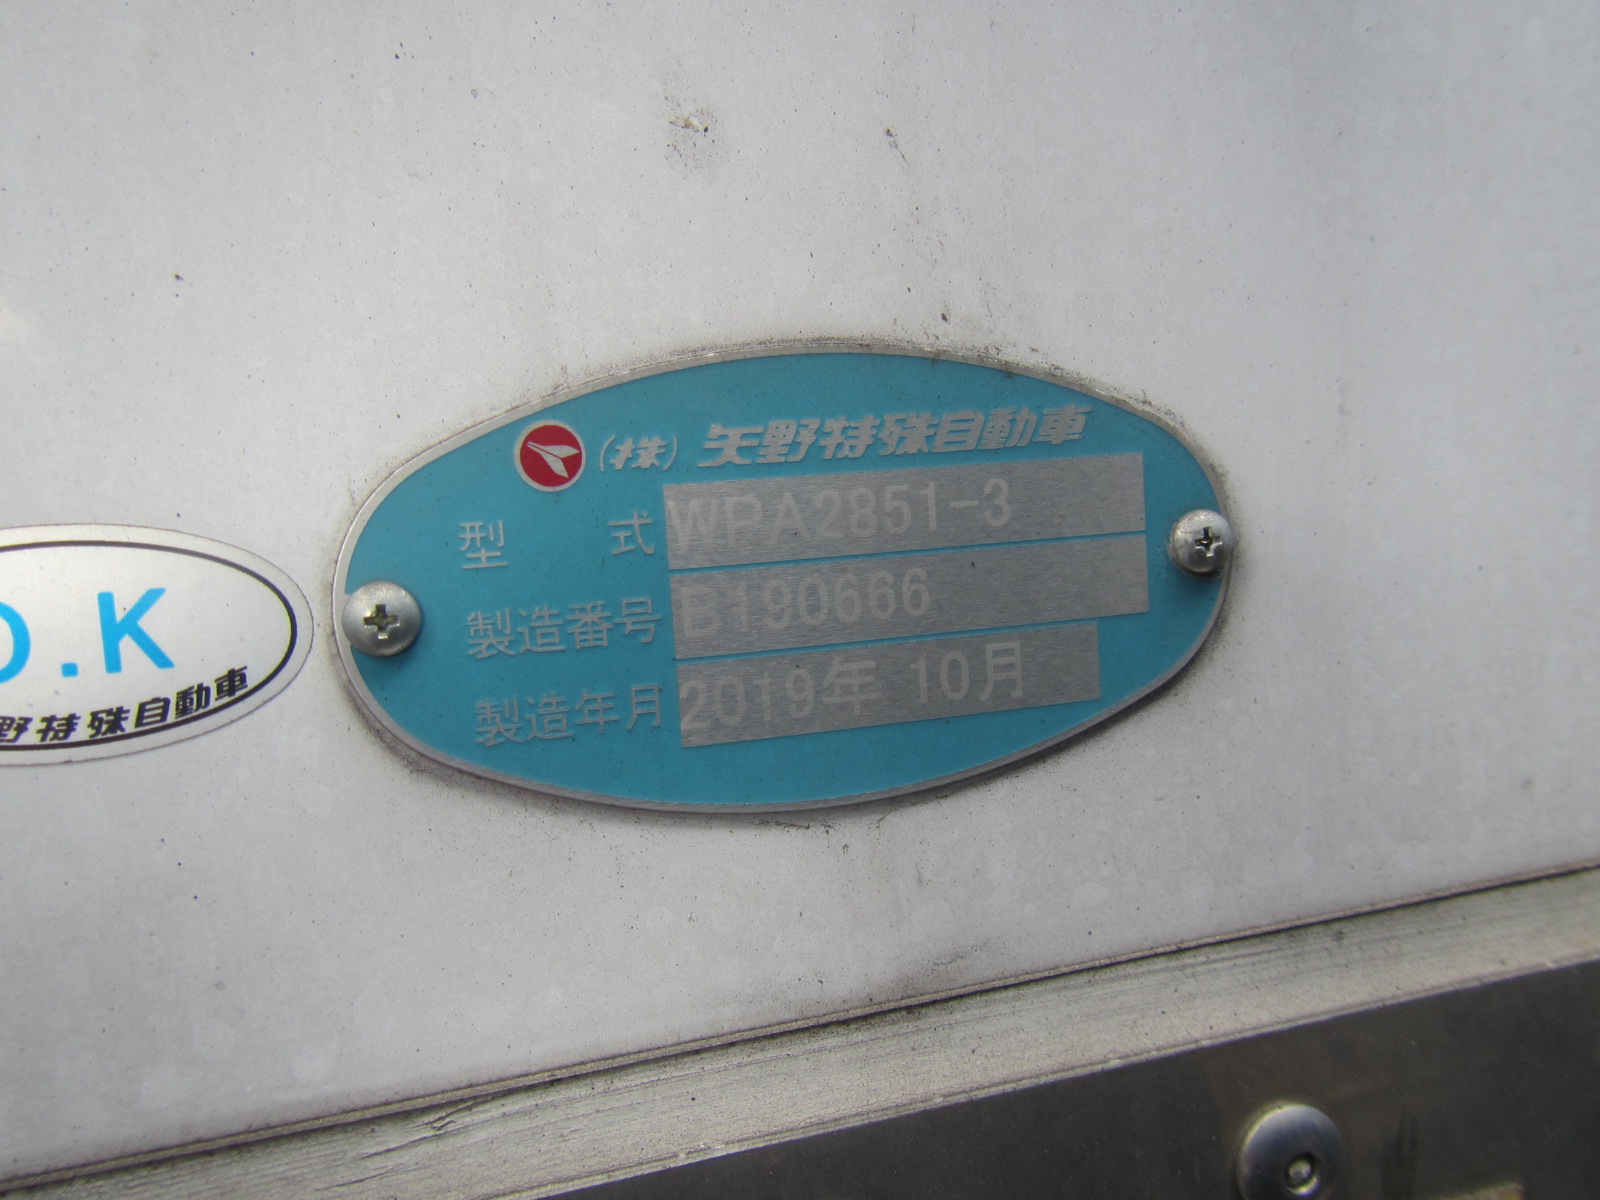 (株) 矢野特殊自動車
型式 WPA2851-3
製造番号 B190666
製造年月 2019年 10月
.K
野特殊自動車